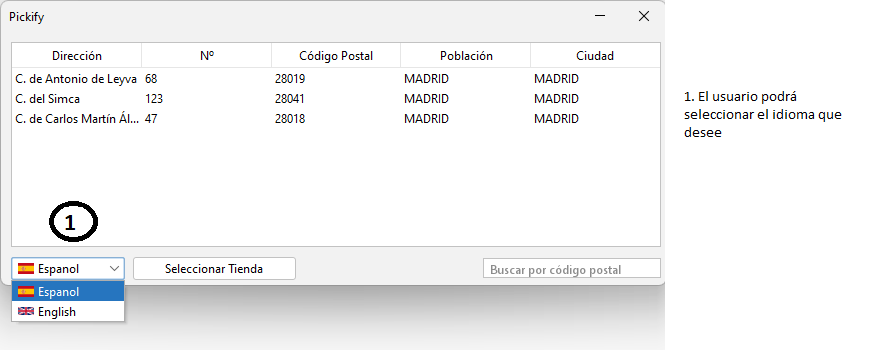 Pickify
Dirección Nº Código Postal Población Ciudad
C. de Antonio de Leyva 68 28019 MADRID MADRID
C. del Simca 123 28041 MADRID MADRID
C. de Carlos Martín Ál... 47 28018 MADRID MADRID
1. El usuario podrá
seleccionar el idioma que
desee
1
Espanol Seleccionar Tienda Buscar por código postal
Espanol
English